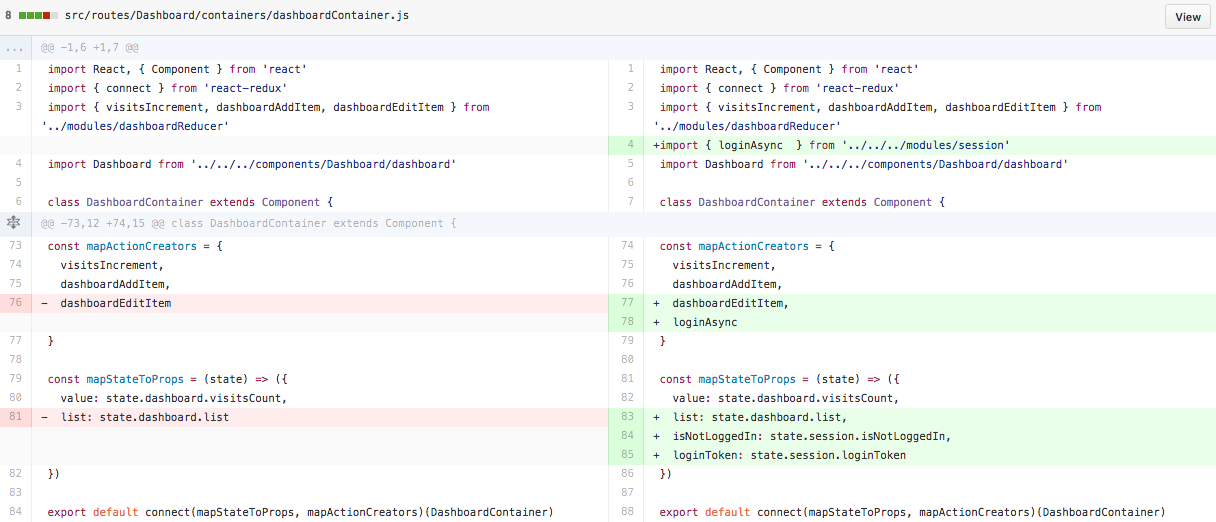 8 src/routes/Dashboard/containers/dashboardContainer.js View
... @@ -1,6 +1,7 @@
1 import React, { Component } from 'react' 1 import React, { Component } from 'react'
2 import { connect } from 'react-redux' 2 import { connect } from 'react-redux'
3 import { visitsIncrement, dashboardAddItem, dashboardEditItem } from 3 import { visitsIncrement, dashboardAddItem, dashboardEditItem } from
'../modules/dashboardReducer' '../modules/dashboardReducer'
4 +import { loginAsync  } from '../../../modules/session'
4 import Dashboard from '../../../components/Dashboard/dashboard' 5 import Dashboard from '../../../components/Dashboard/dashboard'
5 6
6 class DashboardContainer extends Component { 7 class DashboardContainer extends Component {
@@ -73,12 +74,15 @@ class DashboardContainer extends Component {
73 const mapActionCreators = { 74 const mapActionCreators = {
74 visitsIncrement, 75 visitsIncrement,
75 dashboardAddItem, 76 dashboardAddItem,
76 - dashboardEditItem 77 + dashboardEditItem,
78 + loginAsync
77 } 79 }
78 80
79 const mapStateToProps = (state) => ({ 81 const mapStateToProps = (state) => ({
80 value: state.dashboard.visitsCount, 82 value: state.dashboard.visitsCount,
81 - list: state.dashboard.list 83 + list: state.dashboard.list,
84 + isNotLoggedIn: state.session.isNotLoggedIn,
85 + loginToken: state.session.loginToken
82 }) 86 })
83 87
84 export default connect(mapStateToProps, mapActionCreators)(DashboardContainer) 88 export default connect(mapStateToProps, mapActionCreators)(DashboardContainer)